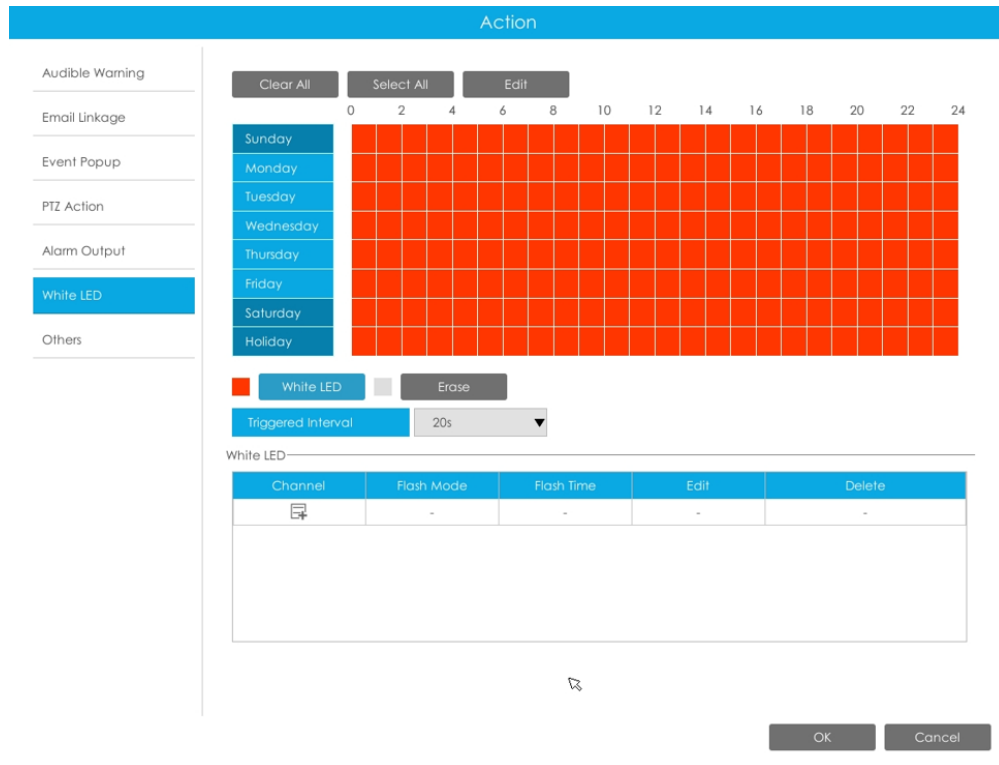 Action
Audible Warning
Email Linkage
Event Popup
PTZ Action
Alarm Output
White LED
Others
Clear All Select All Edit
0 2 4 6 8 10 12 14 16 18 20 22 24
Sunday
Monday
Tuesday
Wednesday
Thursday
Friday
Saturday
Holiday
White LED Erase
Triggered Interval 20s
White LED
Channel Flash Mode Flash Time Edit Delete
- - - -
OK Cancel